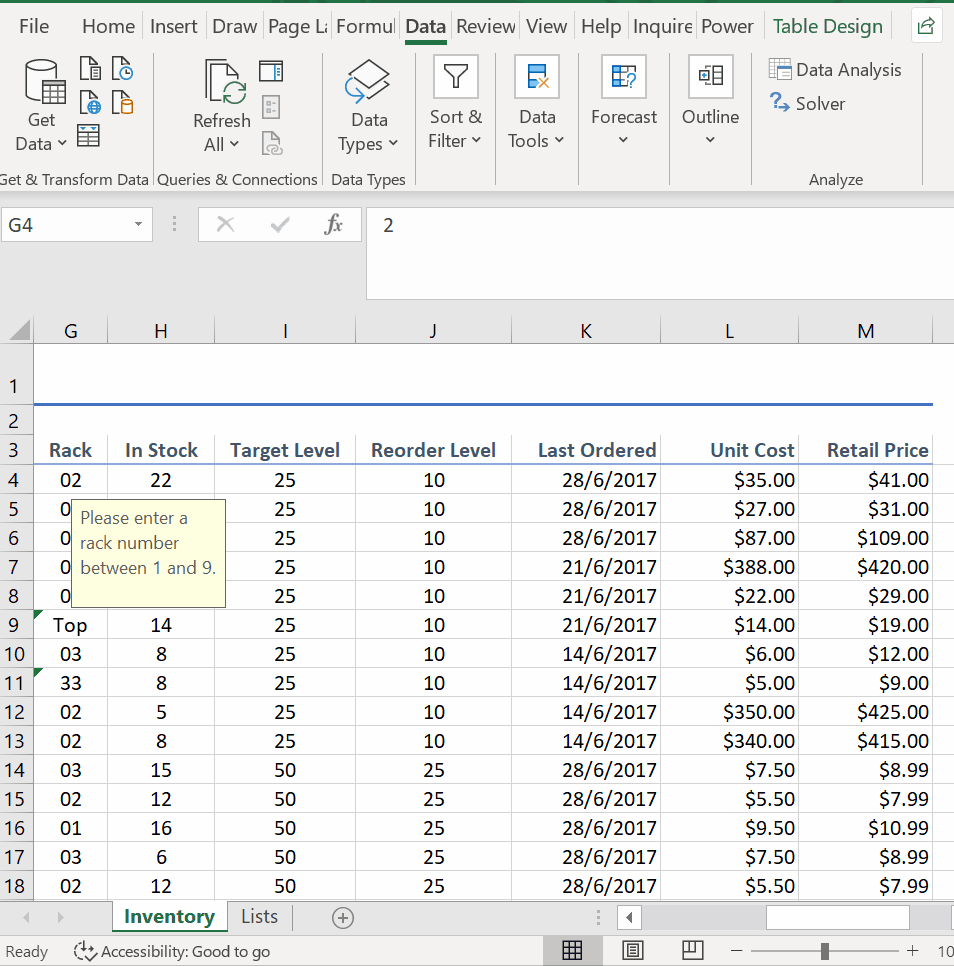 File Home Insert Draw Page La Formul Data Review View Help Inquire Power Table Design
Get Data
Refresh All
Data Types
Sort & Filter
Data Tools
Forecast
Outline
Data Analysis
Solver
Get & Transform Data Queries & Connections Data Types Analyze
G4 fx 2
G H I J K L M
1
2
3 Rack In Stock Target Level Reorder Level Last Ordered Unit Cost Retail Price
4 02 22 25 10 28/6/2017 $35.00 $41.00
5 0 25 10 28/6/2017 $27.00 $31.00
6 0 25 10 28/6/2017 $87.00 $109.00
7 0 25 10 21/6/2017 $388.00 $420.00
8 0 25 10 21/6/2017 $22.00 $29.00
Please enter a
rack number
between 1 and 9.
9 Top 14 25 10 21/6/2017 $14.00 $19.00
10 03 8 25 10 14/6/2017 $6.00 $12.00
11 33 8 25 10 14/6/2017 $5.00 $9.00
12 02 5 25 10 14/6/2017 $350.00 $425.00
13 02 8 25 10 14/6/2017 $340.00 $415.00
14 03 15 50 25 28/6/2017 $7.50 $8.99
15 02 12 50 25 28/6/2017 $5.50 $7.99
16 01 16 50 25 28/6/2017 $9.50 $10.99
17 03 6 50 25 28/6/2017 $7.50 $8.99
18 02 12 50 25 28/6/2017 $5.50 $7.99
Inventory Lists
Ready Accessibility: Good to go 10